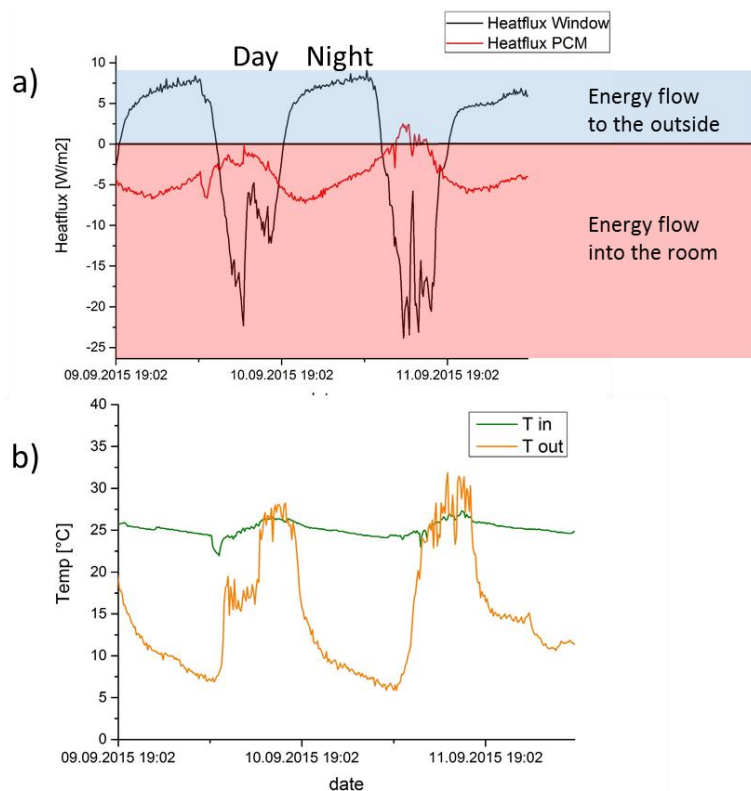 Heatflux Window
Heatflux PCM
a)
Day Night
10
5
0
-5
-10
-15
-20
-25
Heatflux [W/m2]
Energy flow
to the outside
Energy flow
into the room
09.09.2015 19:02 10.09.2015 19:02 11.09.2015 19:02
b)
T in
T out
40
35
30
25
20
15
10
5
0
Temp [°C]
09.09.2015 19:02 10.09.2015 19:02 11.09.2015 19:02
date